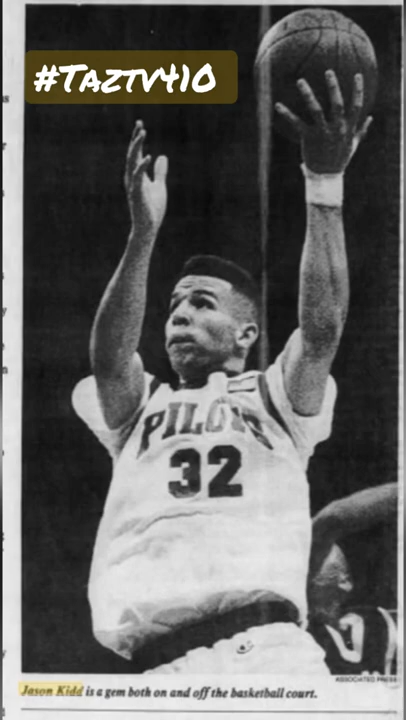 #TazTV410
PILOTS
32
ASSOCIATED PRESS
Jason Kidd is a gem both on and off the basketball court.